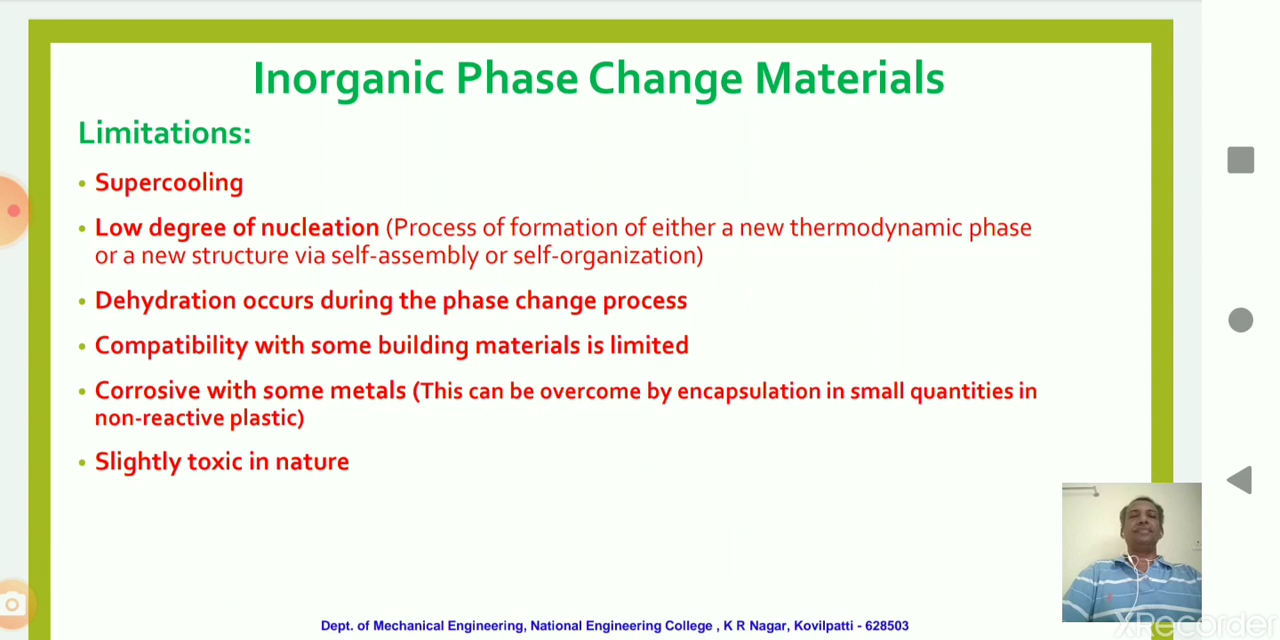 Inorganic Phase Change Materials
Limitations:
• Supercooling
• Low degree of nucleation (Process of formation of either a new thermodynamic phase
or a new structure via self-assembly or self-organization)
• Dehydration occurs during the phase change process
• Compatibility with some building materials is limited
• Corrosive with some metals (This can be overcome by encapsulation in small quantities in
non-reactive plastic)
• Slightly toxic in nature
Dept. of Mechanical Engineering, National Engineering College , K R Nagar, Kovilpatti - 628503
XRecorder